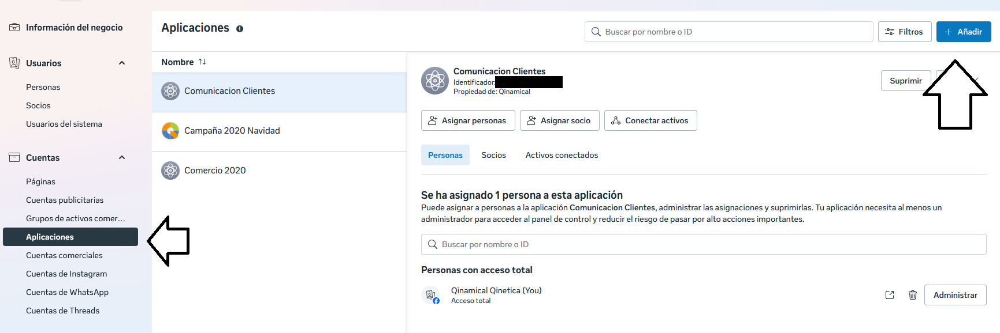 Información del negocio
Usuarios
Personas
Socios
Usuarios del sistema
Cuentas
Páginas
Cuentas publicitarias
Grupos de activos comer...
Aplicaciones
Cuentas comerciales
Cuentas de Instagram
Cuentas de WhatsApp
Cuentas de Threads
Aplicaciones
Buscar por nombre o ID
Filtros
+ Añadir
Nombre
Comunicacion Clientes
Campaña 2020 Navidad
Comercio 2020
Comunicacion Clientes
Identificador:
Propiedad de: Qinamical
Suprimir
Asignar personas
Asignar socio
Conectar activos
Personas
Socios
Activos conectados
Se ha asignado 1 persona a esta aplicación
Puede asignar a personas a la aplicación Comunicacion Clientes, administrar las asignaciones y suprimirlas. Tu aplicación necesita al menos un
administrador para acceder al panel de control y reducir el riesgo de pasar por alto acciones importantes.
Buscar por nombre o ID
Personas con acceso total
Qinamical Qinetica (You)
Acceso total
Administrar